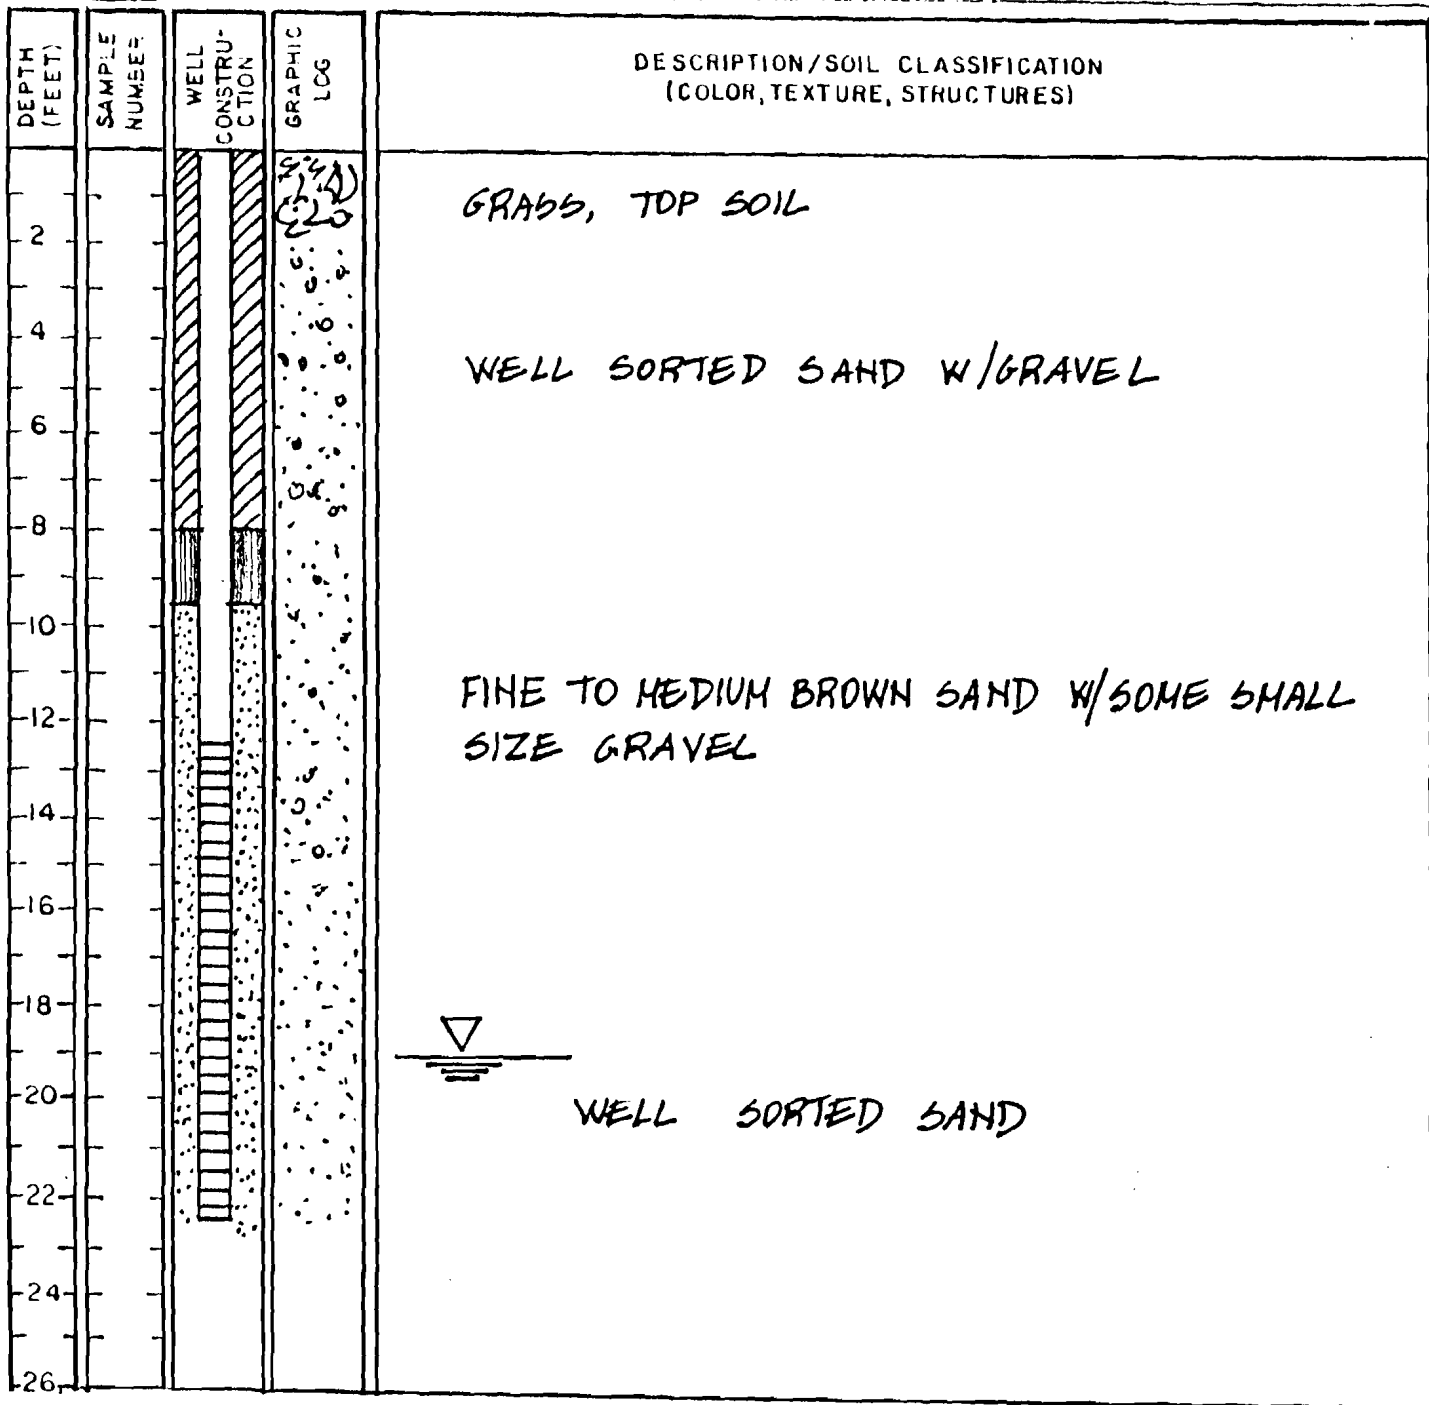 DEPTH (FEET)
SAMPLE NUMBER
WELL CONSTRU-CTION
GRAPHIC LOG
DESCRIPTION/SOIL CLASSIFICATION
(COLOR, TEXTURE, STRUCTURES)
GRASS, TOP SOIL
2
4
WELL SORTED SAND W/GRAVEL
6
8
10
FINE TO MEDIUM BROWN SAND W/SOME SMALL
12
SIZE GRAVEL
14
16
18
20
WELL SORTED SAND
22
24
26